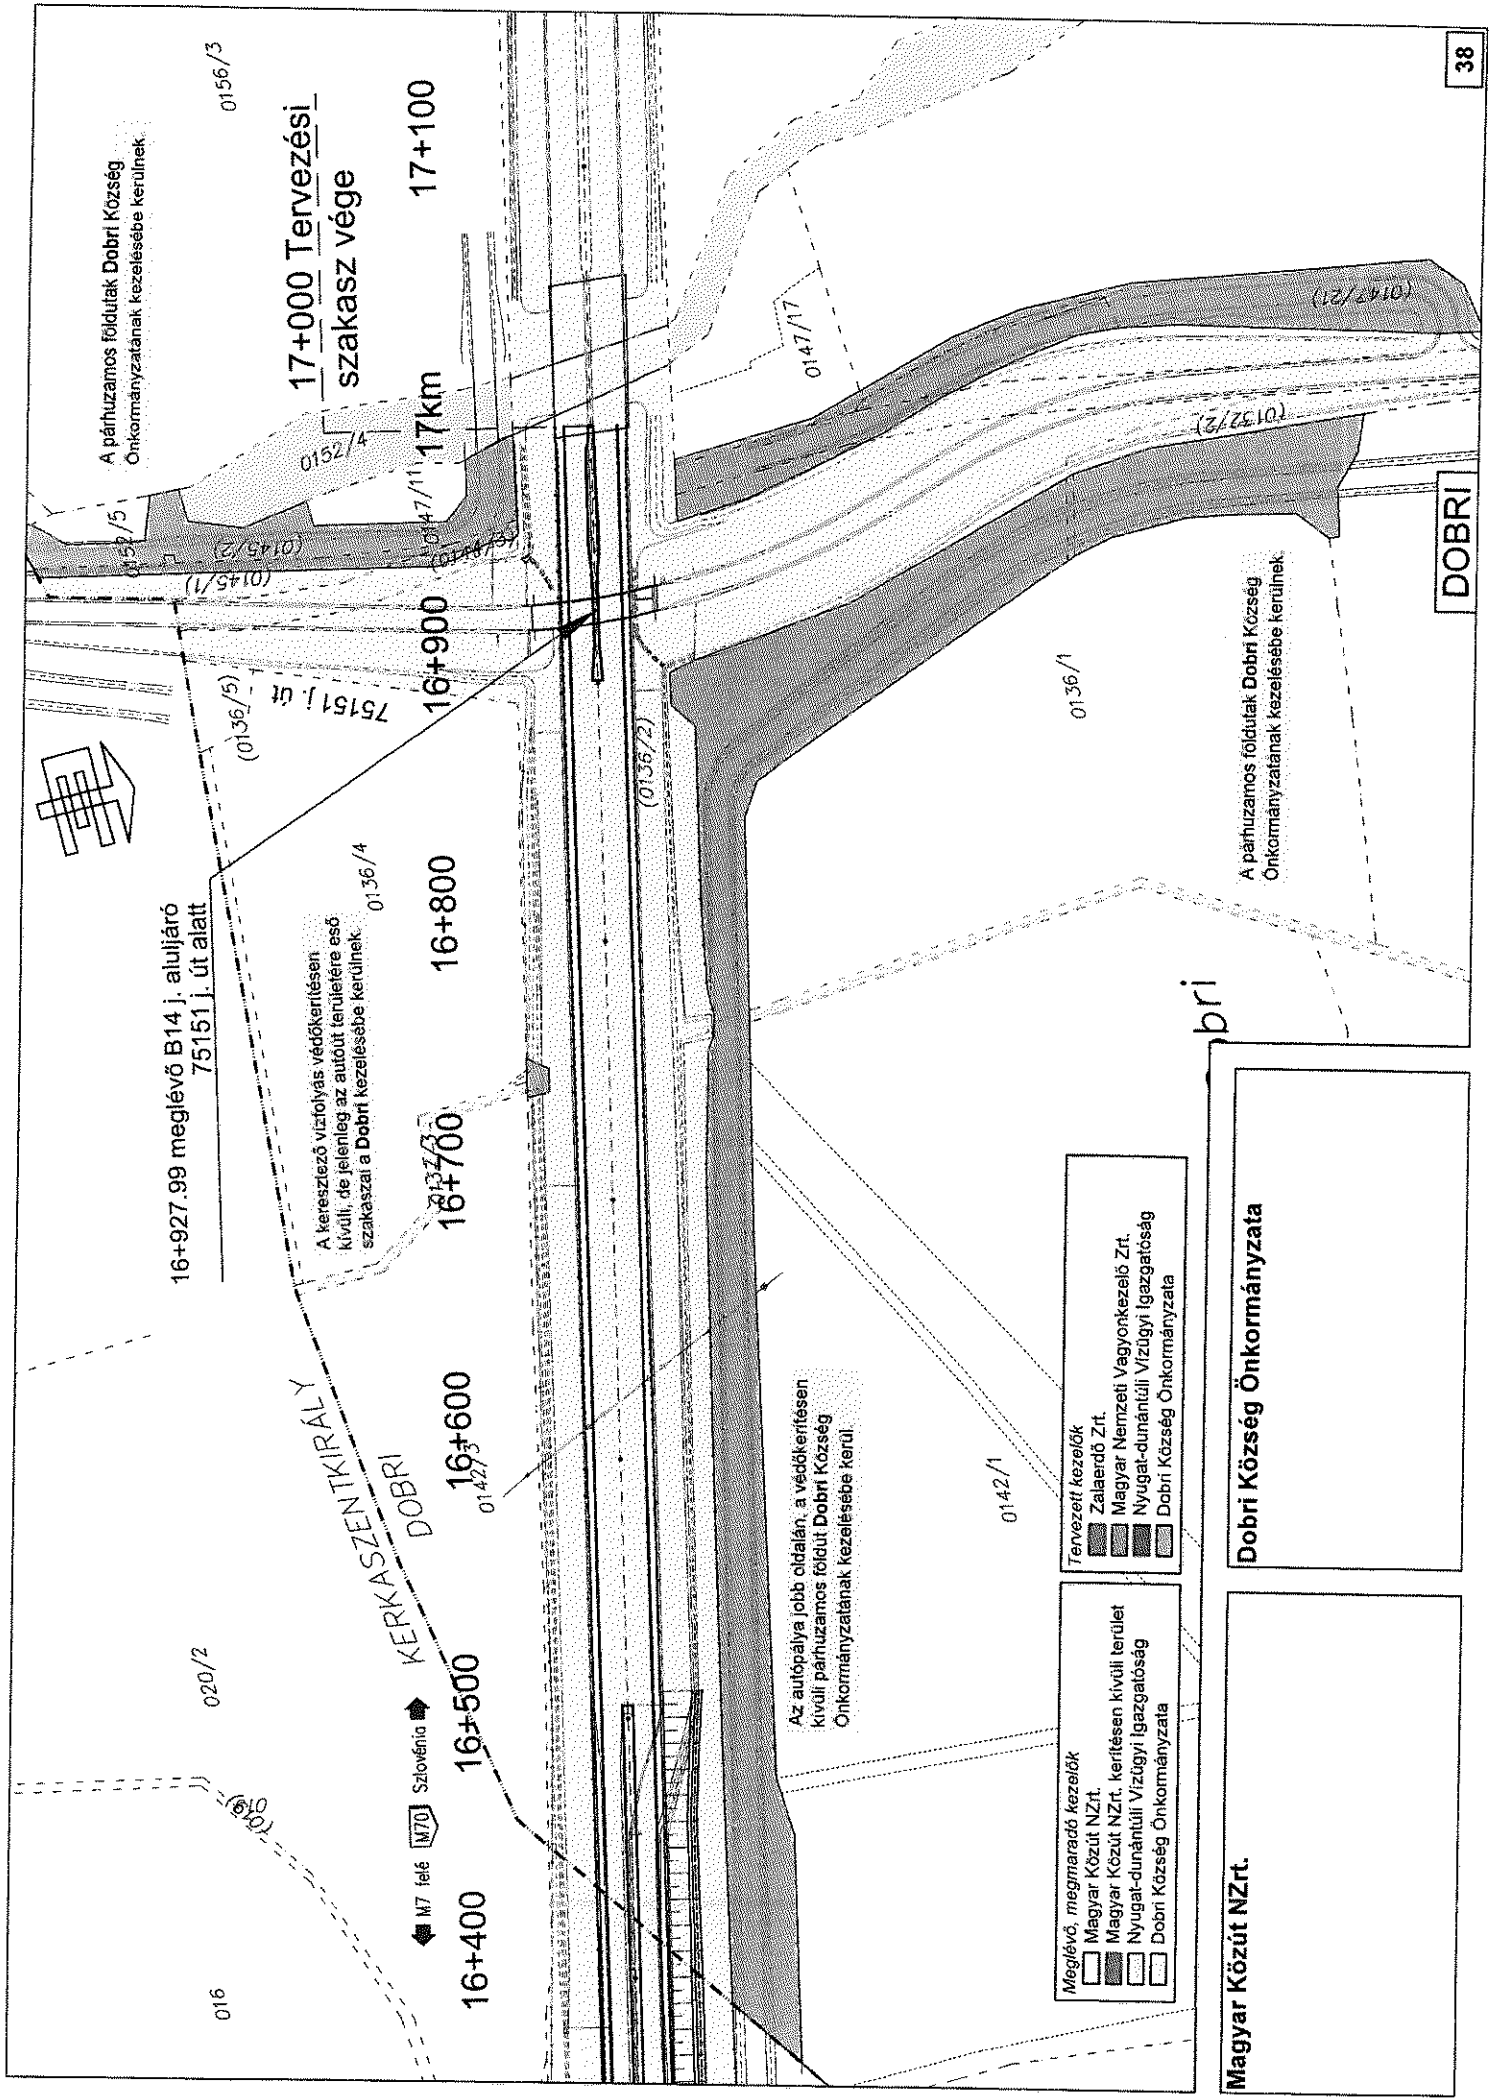 A párhuzamos földutak Dobri Község
Önkormányzatának kezelésébe kerülnek.
0156/3
38
17+000 Tervezési
szakasz vége
0152/5
0152/4
(0145/2)
(0145/1)
(0136/5)
75151 j. út
16+927.99 meglévő B14 j. aluljáró
75151 j. út alatt
A keresztező vízfolyás védőkerítésen
kívüli, de jelenleg az autóút területére eső
szakaszai a Dobri kezelésébe kerülnek.
0136/4
0137/3
020/2
016
(019)
019
KERKASZENTKIRÁLY
DOBRI
M7 felé M70 Szlovénia
16+400
16+500
16+600
16+700
16+800
16+900
17km
17+100
0142/3
0147/11
(0136/2)
0147/17
(0147/21)
(0132/2)
Az autópálya jobb oldalán, a védőkerítésen
kívüli párhuzamos földút Dobri Község
Önkormányzatának kezelésébe kerül.
0142/1
0136/1
A párhuzamos földutak Dobri Község
Önkormányzatának kezelésébe kerülnek.
bri
DOBRI
Meglévő, megmaradó kezelők
Magyar Közút NZrt.
Magyar Közút NZrt. kerítésen kívüli terület
Nyugat-dunántúli Vízügyi Igazgatóság
Dobri Község Önkormányzata
Tervezett kezelők
Zalaerdő Zrt.
Magyar Nemzeti Vagyonkezelő Zrt.
Nyugat-dunántúli Vízügyi Igazgatóság
Dobri Község Önkormányzata
Magyar Közút NZrt.
Dobri Község Önkormányzata